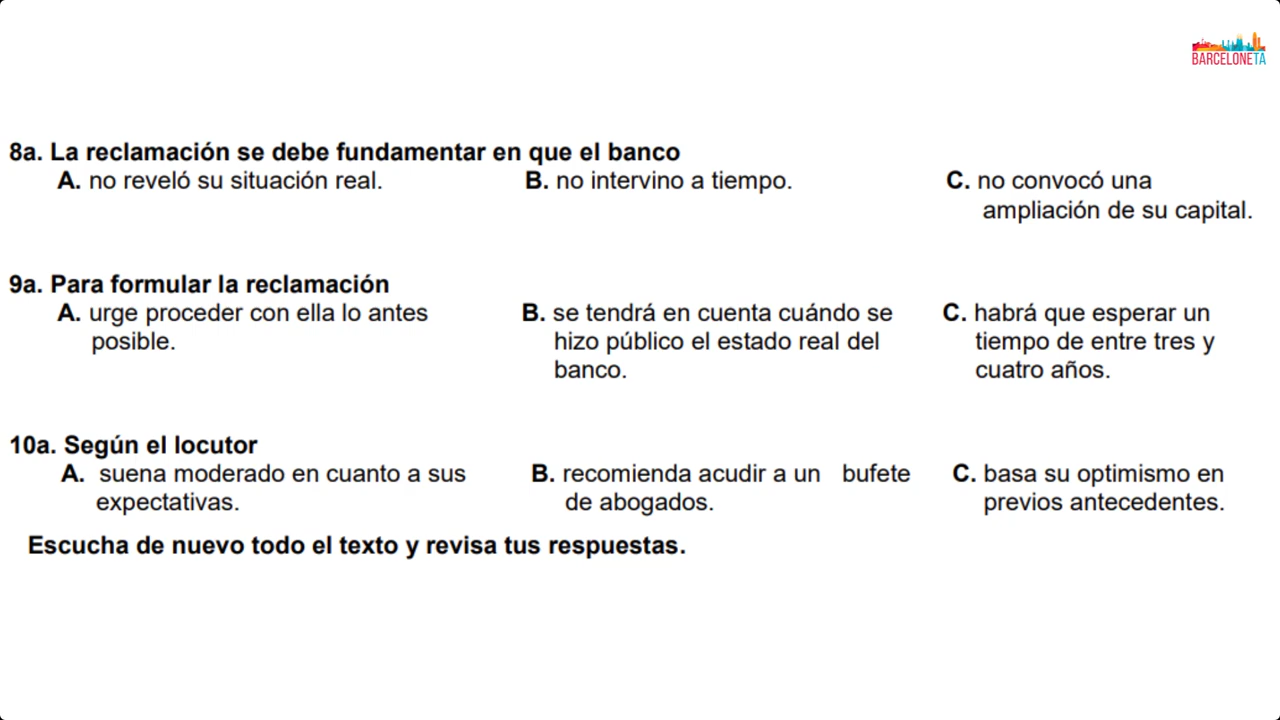 BARCELONETA
8a. La reclamación se debe fundamentar en que el banco
A. no reveló su situación real. B. no intervino a tiempo. C. no convocó una
ampliación de su capital.
9a. Para formular la reclamación
A. urge proceder con ella lo antes B. se tendrá en cuenta cuándo se C. habrá que esperar un
posible. hizo público el estado real del tiempo de entre tres y
banco. cuatro años.
10a. Según el locutor
A. suena moderado en cuanto a sus B. recomienda acudir a un bufete C. basa su optimismo en
expectativas. de abogados. previos antecedentes.
Escucha de nuevo todo el texto y revisa tus respuestas.